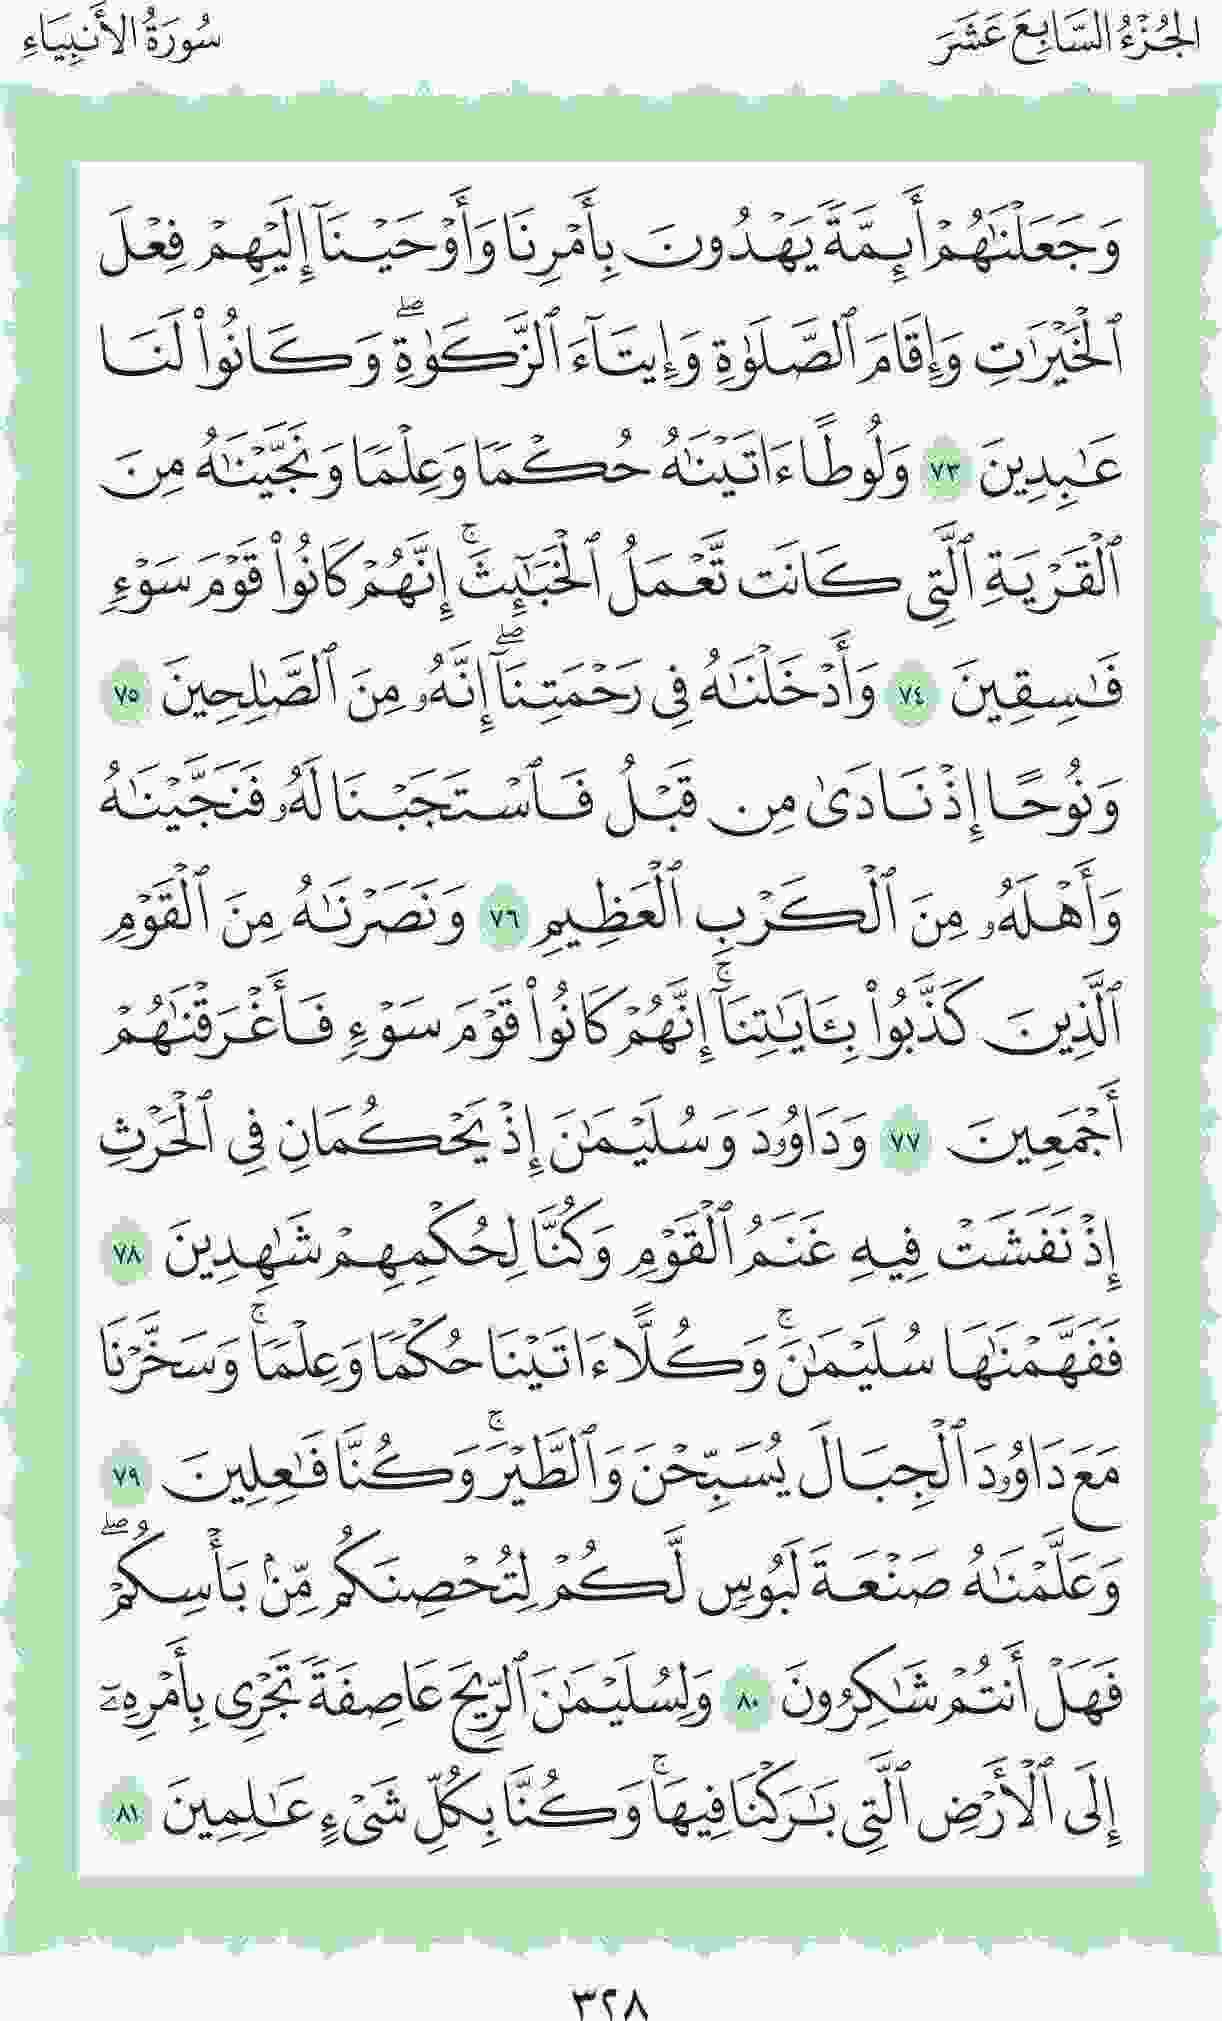 الجُزْءُ السَّابِعَ عَشَرَ
سُورَةُ الأَنبِيَاءِ
وَجَعَلْنَٰهُمْ أَئِمَّةً يَهْدُونَ بِأَمْرِنَا وَأَوْحَيْنَآ إِلَيْهِمْ فِعْلَ
ٱلْخَيْرَٰتِ وَإِقَامَ ٱلصَّلَوٰةِ وَإِيتَآءَ ٱلزَّكَوٰةِ ۖ وَكَانُوا۟ لَنَا
عَٰبِدِينَ ٧٣ وَلُوطًا ءَاتَيْنَٰهُ حُكْمًا وَعِلْمًا وَنَجَّيْنَٰهُ مِنَ
ٱلْقَرْيَةِ ٱلَّتِى كَانَت تَّعْمَلُ ٱلْخَبَٰٓئِثَ ۗ إِنَّهُمْ كَانُوا۟ قَوْمَ سَوْءٍ
فَٰسِقِينَ ٧٤ وَأَدْخَلْنَٰهُ فِى رَحْمَتِنَآ ۖ إِنَّهُۥ مِنَ ٱلصَّٰلِحِينَ ٧٥
وَنُوحًا إِذْ نَادَىٰ مِن قَبْلُ فَٱسْتَجَبْنَا لَهُۥ فَنَجَّيْنَٰهُ
وَأَهْلَهُۥ مِنَ ٱلْكَرْبِ ٱلْعَظِيمِ ٧٦ وَنَصَرْنَٰهُ مِنَ ٱلْقَوْمِ
ٱلَّذِينَ كَذَّبُوا۟ بِـَٔايَٰتِنَآ ۚ إِنَّهُمْ كَانُوا۟ قَوْمَ سَوْءٍ فَأَغْرَقْنَٰهُمْ
أَجْمَعِينَ ٧٧ وَدَاوُۥدَ وَسُلَيْمَٰنَ إِذْ يَحْكُمَانِ فِى ٱلْحَرْثِ
إِذْ نَفَشَتْ فِيهِ غَنَمُ ٱلْقَوْمِ وَكُنَّا لِحُكْمِهِمْ شَٰهِدِينَ ٧٨
فَفَهَّمْنَٰهَا سُلَيْمَٰنَ ۚ وَكُلًّا ءَاتَيْنَا حُكْمًا وَعِلْمًا ۚ وَسَخَّرْنَا
مَعَ دَاوُۥدَ ٱلْجِبَالَ يُسَبِّحْنَ وَٱلطَّيْرَ ۚ وَكُنَّا فَٰعِلِينَ ٧٩
وَعَلَّمْنَٰهُ صَنْعَةَ لَبُوسٍ لَّكُمْ لِتُحْصِنَكُم مِّنۢ بَأْسِكُمْ ۖ
فَهَلْ أَنتُمْ شَٰكِرُونَ ٨٠ وَلِسُلَيْمَٰنَ ٱلرِّيحَ عَاصِفَةً تَجْرِى بِأَمْرِهِۦٓ
إِلَى ٱلْأَرْضِ ٱلَّتِى بَٰرَكْنَا فِيهَا ۚ وَكُنَّا بِكُلِّ شَىْءٍ عَٰلِمِينَ ٨١
٣٢٨